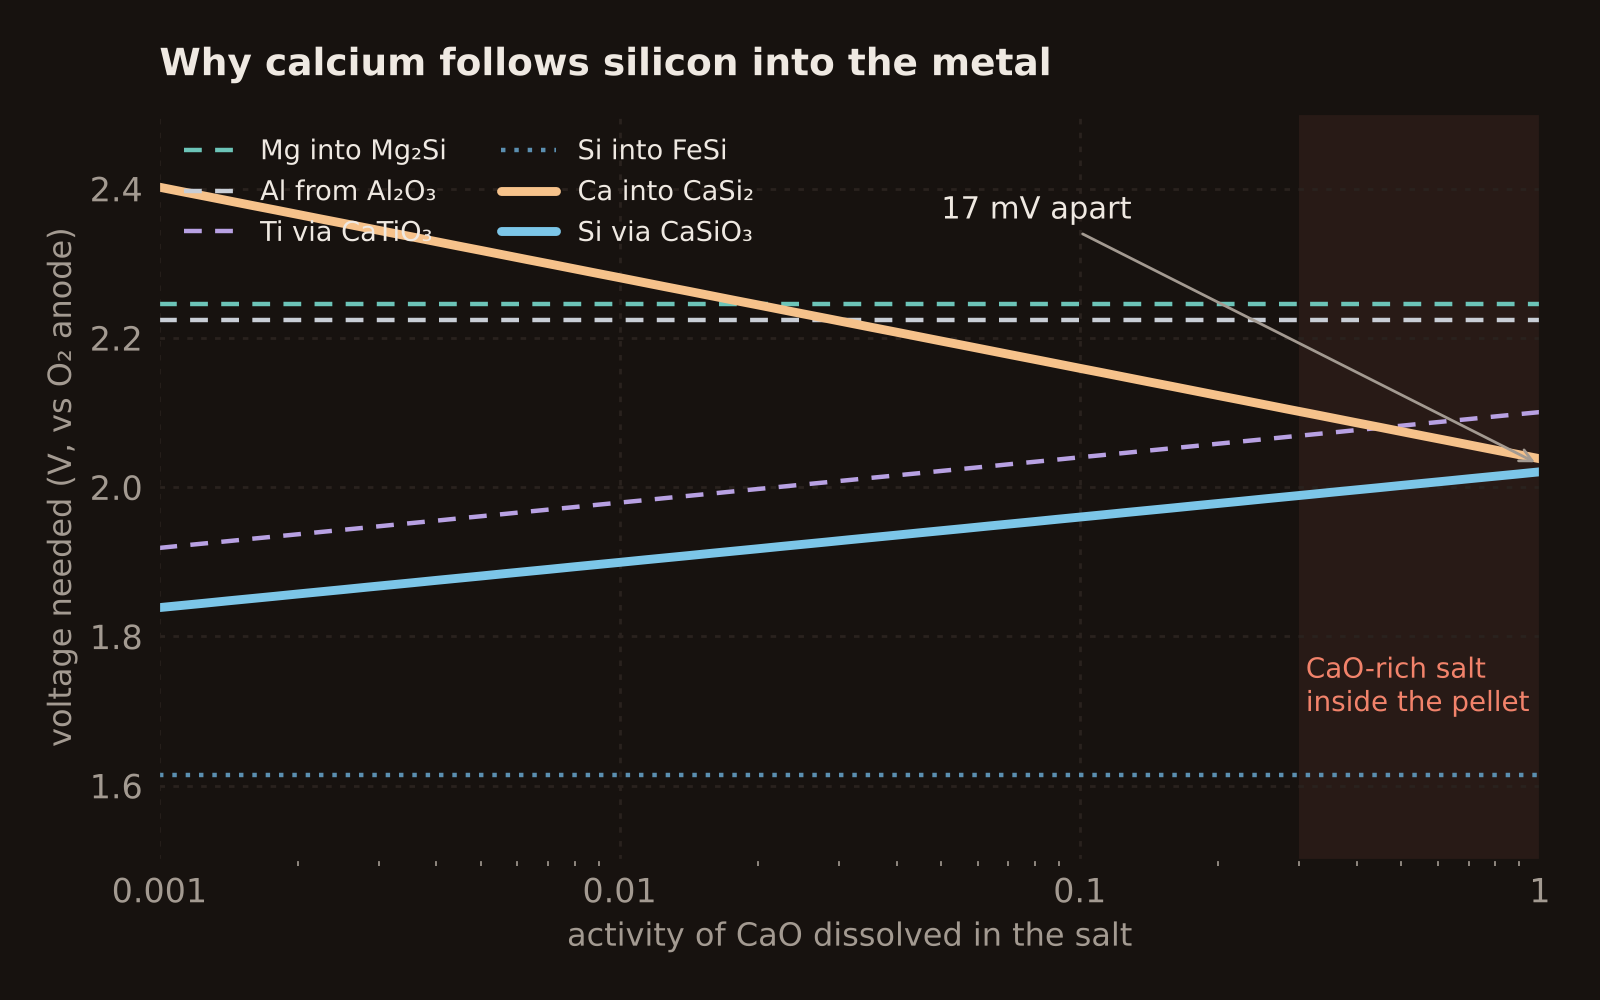 Why calcium follows silicon into the metal
Mg into Mg₂Si
Al from Al₂O₃
Ti via CaTiO₃
Si into FeSi
Ca into CaSi₂
Si via CaSiO₃
17 mV apart
CaO-rich salt
inside the pellet
voltage needed (V, vs O₂ anode)
2.4
2.2
2.0
1.8
1.6
0.001
0.01
0.1
1
activity of CaO dissolved in the salt